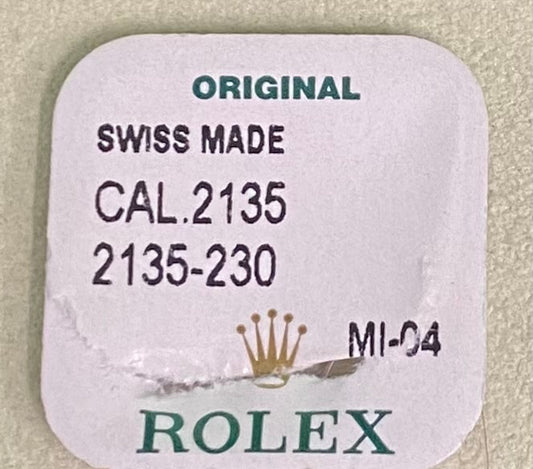 ORIGINAL
SWISS MADE
CAL.2135
2135-230
MI-04
ROLEX